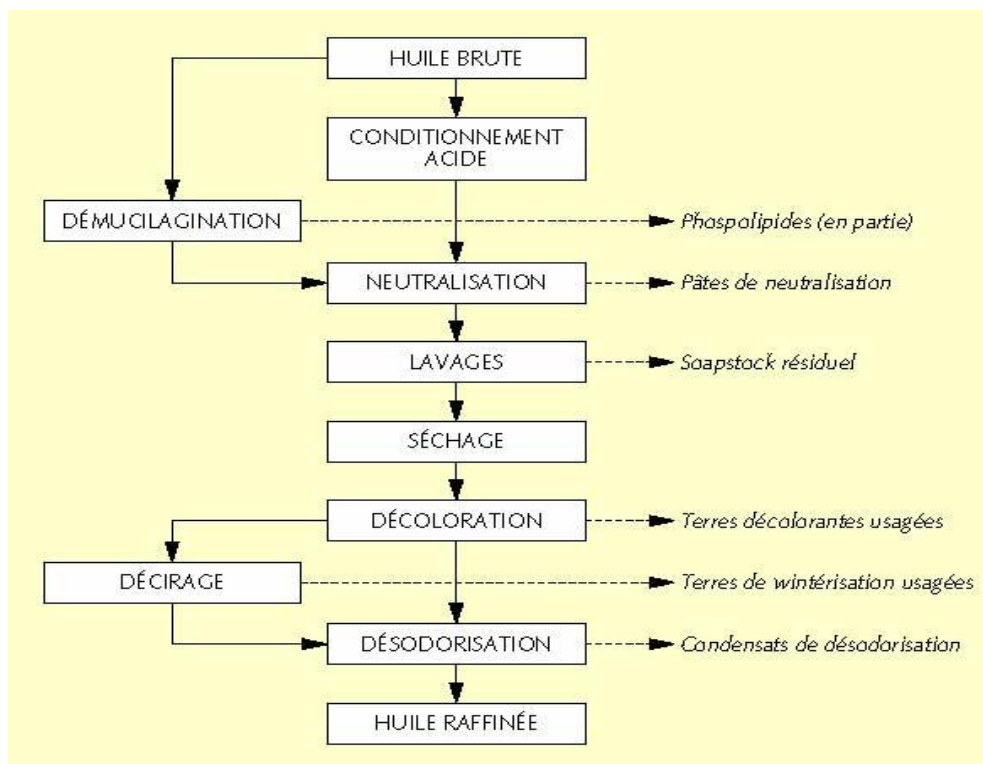 HUILE BRUTE
CONDITIONNEMENT
ACIDE
DÉMUCILAGINATION
Phospolipides (en partie)
NEUTRALISATION
Pâtes de neutralisation
LAVAGES
Soapstock résiduel
SÉCHAGE
DÉCOLORATION
Terres décolorantes usagées
DÉCIRAGE
Terres de wintérisation usagées
DÉSODORISATION
Condensats de désodorisation
HUILE RAFFINÉE